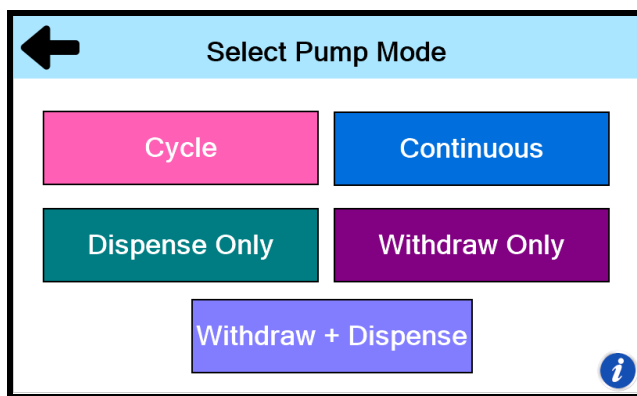 Select Pump Mode
Cycle
Continuous
Dispense Only
Withdraw Only
Withdraw + Dispense
i